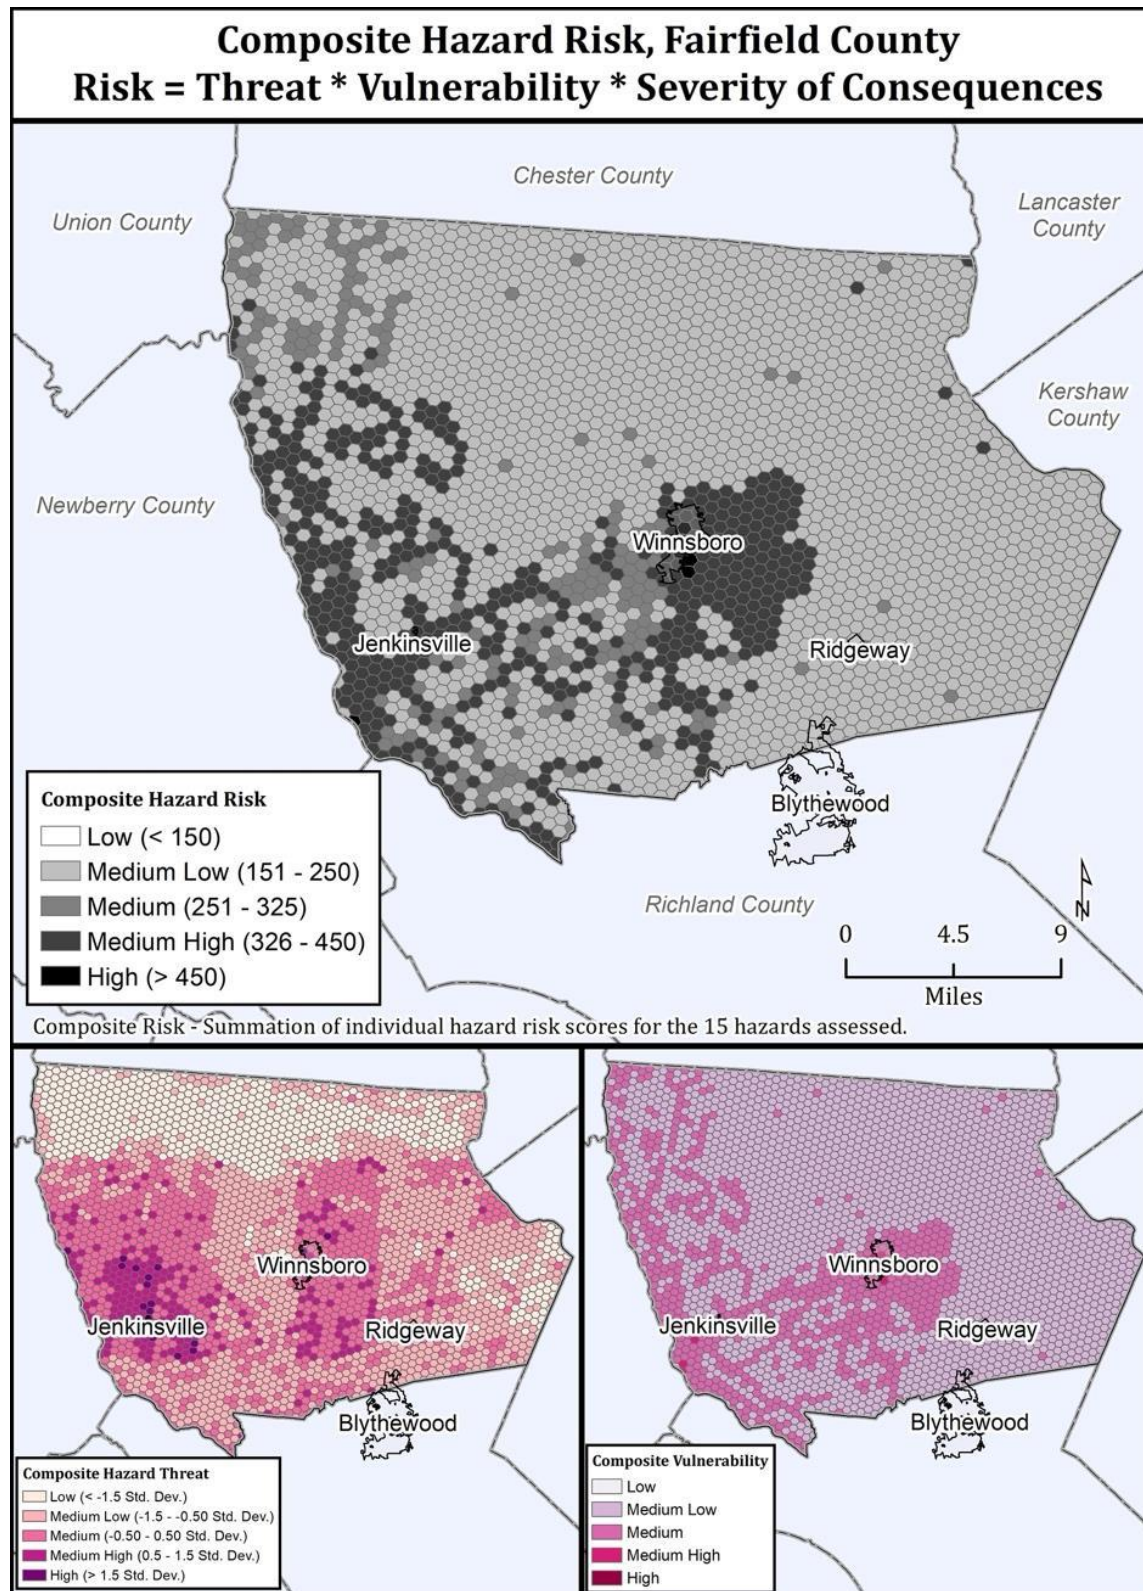 Composite Hazard Risk, Fairfield County
Risk = Threat * Vulnerability * Severity of Consequences
Chester County
Union County
Lancaster
County
Kershaw
County
Newberry County
Winnsboro
Jenkinsville
Ridgeway
Blythewood
Richland County
Composite Hazard Risk
Low (< 150)
Medium Low (151 - 250)
Medium (251 - 325)
Medium High (326 - 450)
High (> 450)
N
0 4.5 9
Miles
Composite Risk - Summation of individual hazard risk scores for the 15 hazards assessed.
Winnsboro
Jenkinsville
Ridgeway
Blythewood
Composite Hazard Threat
Low (< -1.5 Std. Dev.)
Medium Low (-1.5 - -0.50 Std. Dev.)
Medium (-0.50 - 0.50 Std. Dev.)
Medium High (0.5 - 1.5 Std. Dev.)
High (> 1.5 Std. Dev.)
Winnsboro
Jenkinsville
Ridgeway
Blythewood
Composite Vulnerability
Low
Medium Low
Medium
Medium High
High